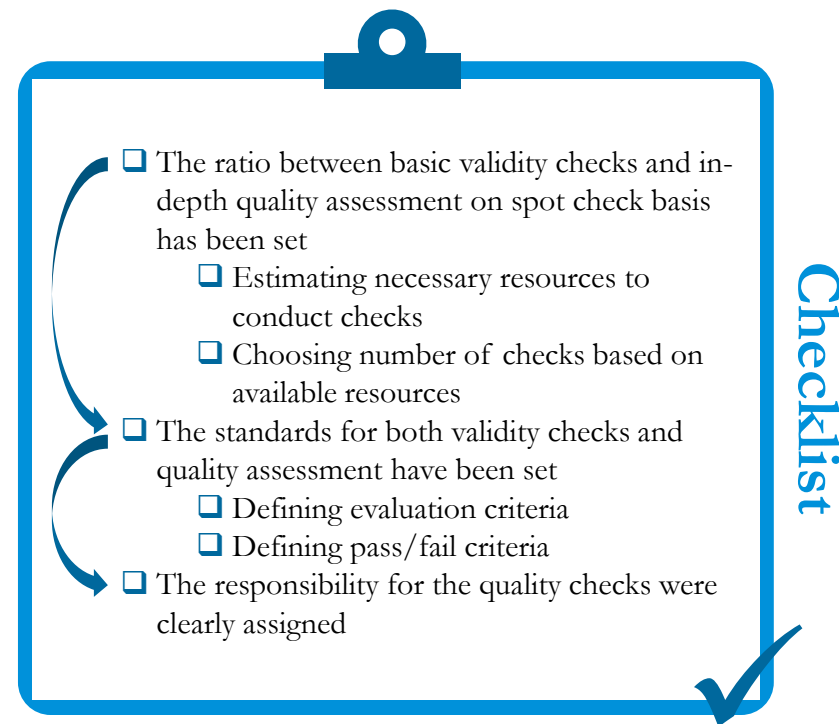 The ratio between basic validity checks and in-
depth quality assessment on spot check basis
has been set
Estimating necessary resources to
conduct checks
Choosing number of checks based on
available resources
The standards for both validity checks and
quality assessment have been set
Defining evaluation criteria
Defining pass/fail criteria
The responsibility for the quality checks were
clearly assigned
Checklist